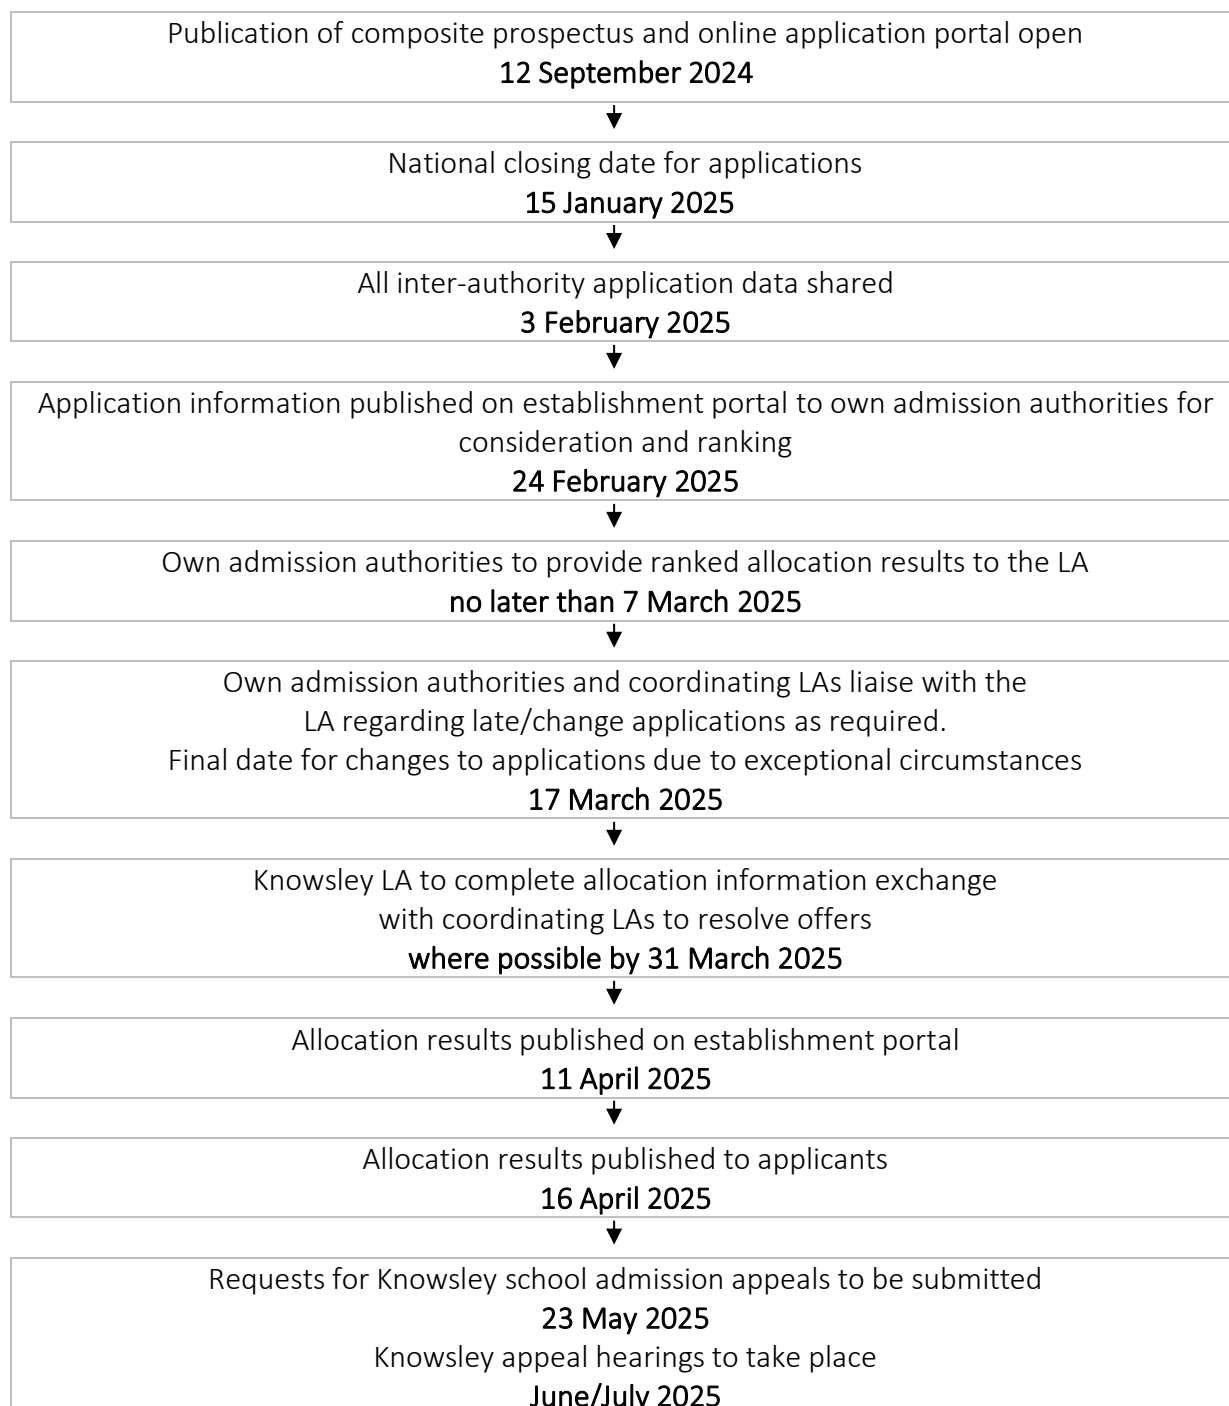 Publication of composite prospectus and online application portal open
12 September 2024
National closing date for applications
15 January 2025
All inter-authority application data shared
3 February 2025
Application information published on establishment portal to own admission authorities for
consideration and ranking
24 February 2025
Own admission authorities to provide ranked allocation results to the LA
no later than 7 March 2025
Own admission authorities and coordinating LAs liaise with the
LA regarding late/change applications as required.
Final date for changes to applications due to exceptional circumstances
17 March 2025
Knowsley LA to complete allocation information exchange
with coordinating LAs to resolve offers
where possible by 31 March 2025
Allocation results published on establishment portal
11 April 2025
Allocation results published to applicants
16 April 2025
Requests for Knowsley school admission appeals to be submitted
23 May 2025
Knowsley appeal hearings to take place
June/July 2025